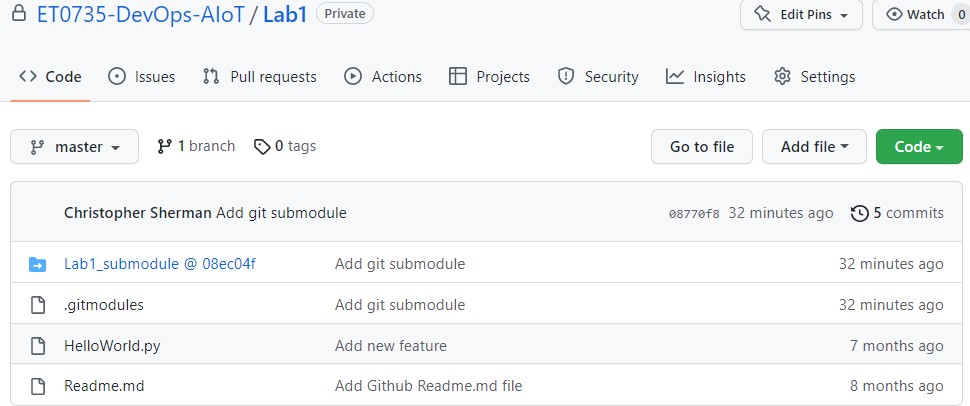 ET0735-DevOps-AIoT / Lab1 Private Edit Pins Watch 0
Code Issues Pull requests Actions Projects Security Insights Settings
master 1 branch 0 tags Go to file Add file Code
Christopher Sherman Add git submodule 08770f8 32 minutes ago 5 commits
Lab1_submodule @ 08ec04f Add git submodule 32 minutes ago
.gitmodules Add git submodule 32 minutes ago
HelloWorld.py Add new feature 7 months ago
Readme.md Add Github Readme.md file 8 months ago